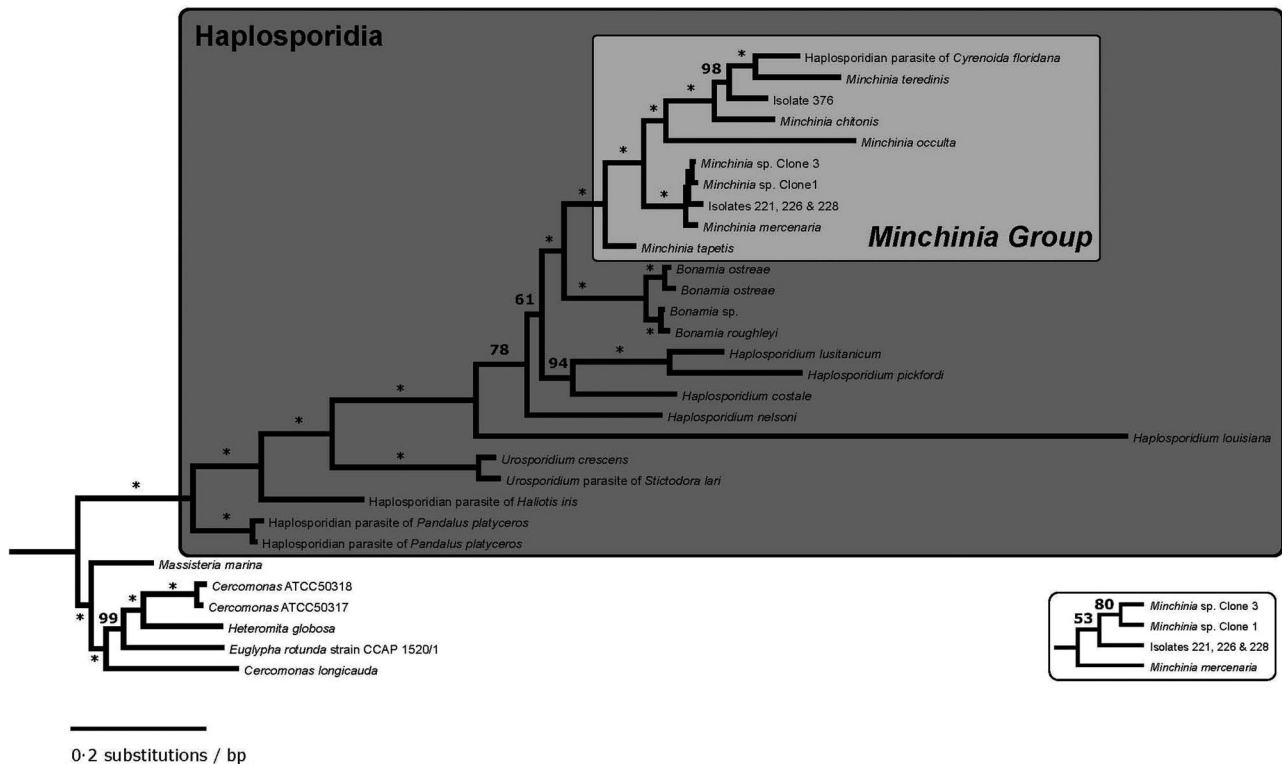 Haplosporidia
*
Haplosporidian parasite of Cyrenoida floridana
98
Minchinia teredinis
*
Isolate 376
*
Minchinia chitonis
Minchinia occulta
*
Minchinia sp. Clone 3
*
Minchinia sp. Clone1
*
Isolates 221, 226 & 228
Minchinia mercenaria
Minchinia Group
*
Minchinia tapetis
*
Bonamia ostreae
*
Bonamia ostreae
61
Bonamia sp.
*
Bonamia roughleyi
78
*
Haplosporidium lusitanicum
94
Haplosporidium pickfordi
*
Haplosporidium costale
*
Haplosporidium nelsoni
Haplosporidium louisiana
*
*
Urosporidium crescens
Urosporidium parasite of Stictodora lari
*
Haplosporidian parasite of Haliotis iris
*
Haplosporidian parasite of Pandalus platyceros
Haplosporidian parasite of Pandalus platyceros
Massisteria marina
*
Cercomonas ATCC50318
*
Cercomonas ATCC50317
* 99
Heteromita globosa
Euglypha rotunda strain CCAP 1520/1
*
Cercomonas longicauda
80
Minchinia sp. Clone 3
53
Minchinia sp. Clone 1
Isolates 221, 226 & 228
Minchinia mercenaria
0·2 substitutions / bp